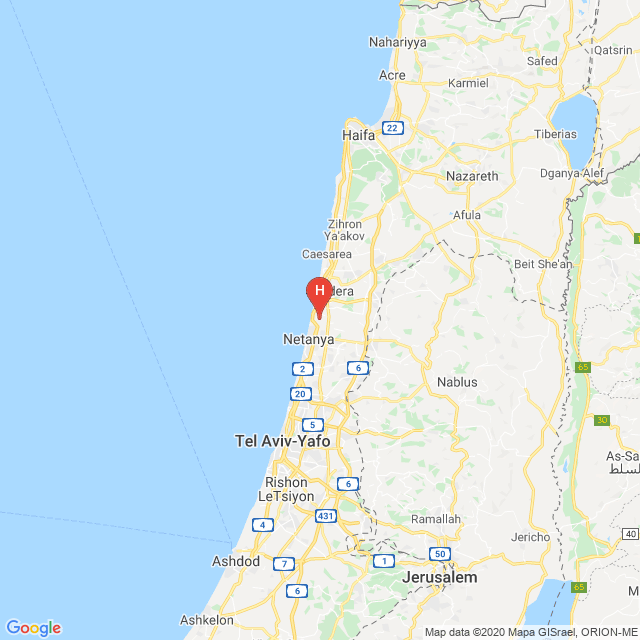 Nahariyya
Safed
Qatsrin
Acre
Karmiel
22
Haifa
Tiberias
Nazareth
Dganya Alef
Afula
Zihron
Ya'akov
Caesarea
Beit She'an
H
dera
Netanya
2
6
65
20
Nablus
30
5
Tel Aviv-Yafo
As-Sa
السلط
Rishon
LeTsiyon
6
431
4
Ramallah
Jericho
40
50
Ashdod
7
1
Jerusalem
6
65
M
Ashkelon
Google
Map data ©2020 Mapa GISrael, ORION-ME